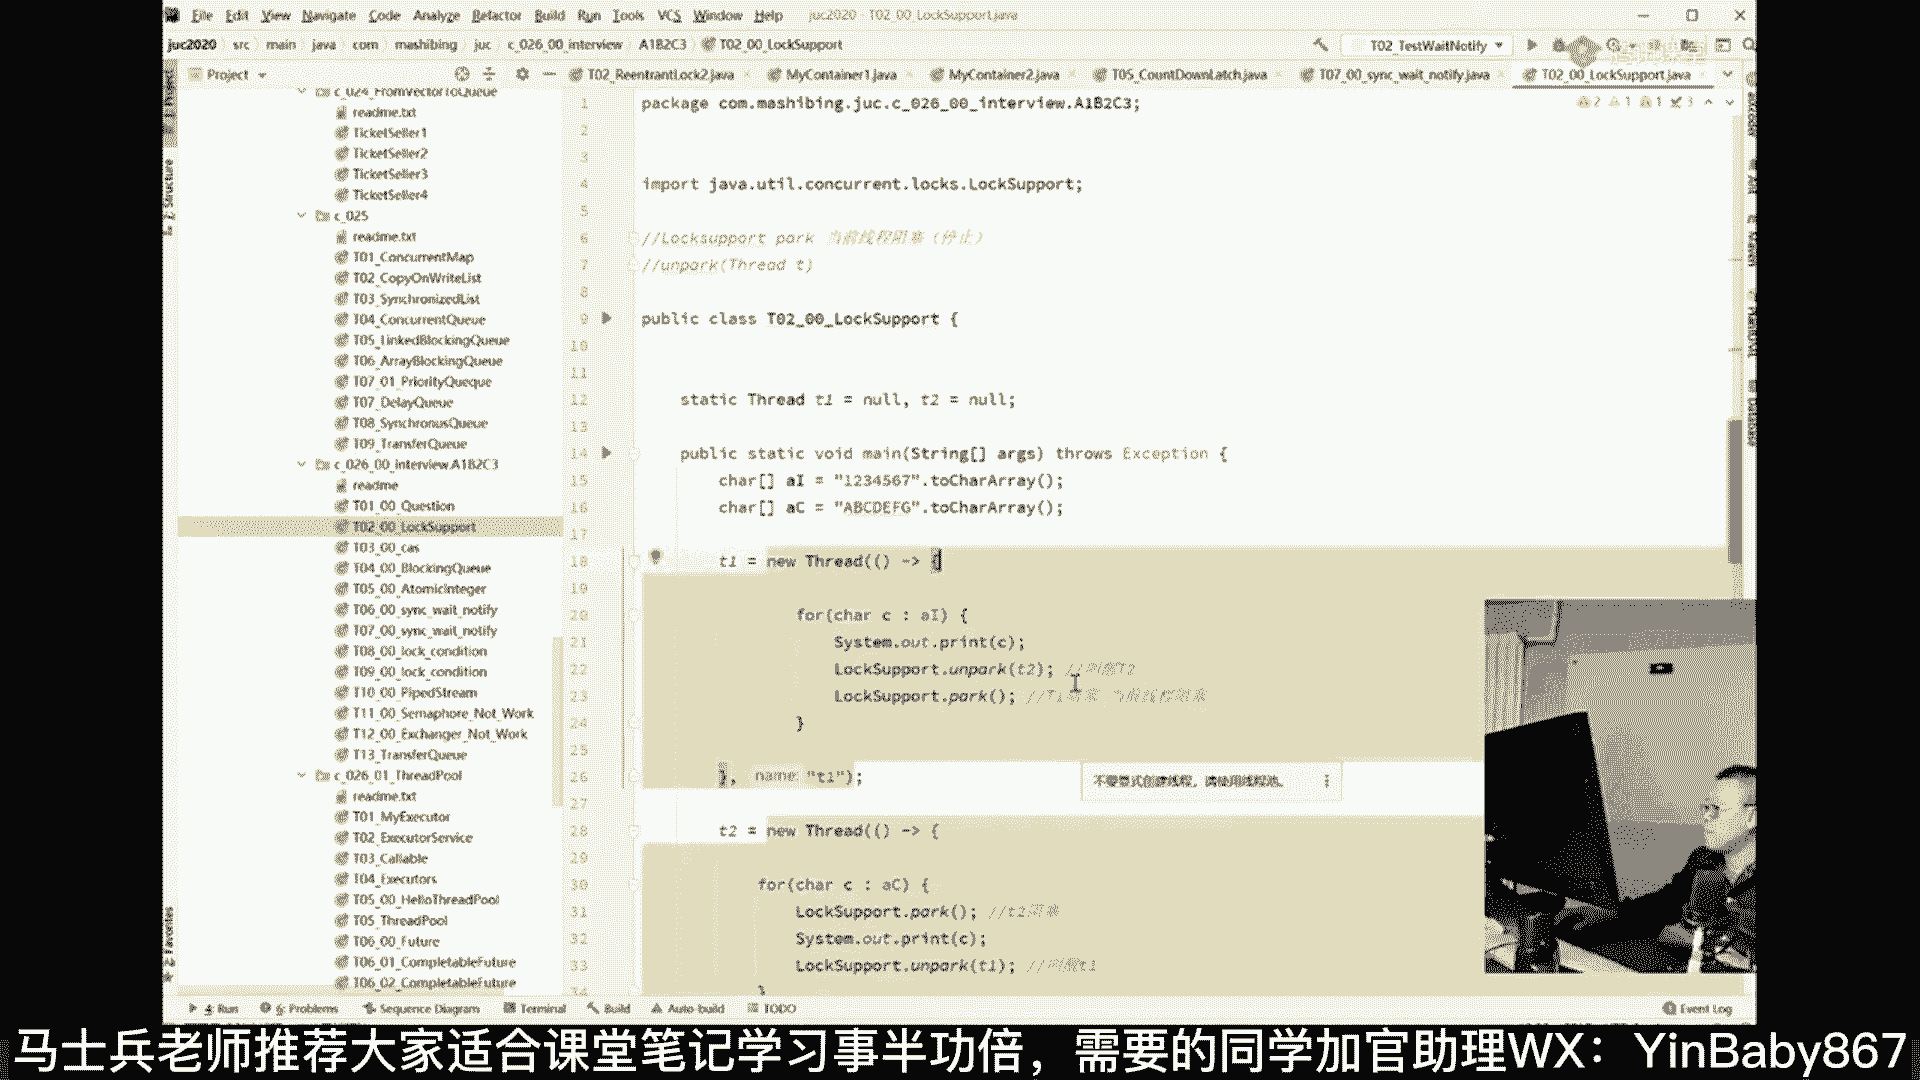 File Edit View Navigate Code Analyze Refactor Build Run Tools VCS Window Help juc2020 - T02_00_LockSupport.java
juc2020 src main java com mashibing juc c_026_00_interview A1B2C3 T02_00_LockSupport
T02_TestWaitNotify
Project
T02_ReentrantLock2.java MyContainer1.java MyContainer2.java T05_CountDownLatch.java T07_00_sync_wait_notify.java T02_00_LockSupport.java
c_024_FromVectorToQueue
readme.txt
TicketSeller1
TicketSeller2
TicketSeller3
TicketSeller4
c_025
readme.txt
T01_ConcurrentMap
T02_CopyOnWriteList
T03_SynchronizedList
T04_ConcurrentQueue
T05_LinkedBlockingQueue
T06_ArrayBlockingQueue
T07_01_PriorityQueque
T07_DelayQueue
T08_SynchronusQueue
T09_TransferQueue
c_026_00_interview.A1B2C3
readme
T01_00_Question
T02_00_LockSupport
T03_00_cas
T04_00_BlockingQueue
T05_00_AtomicInteger
T06_00_sync_wait_notify
T07_00_sync_wait_notify
T08_00_lock_condition
T09_00_lock_condition
T10_00_PipedStream
T11_00_Semaphore_Not_Work
T12_00_Exchanger_Not_Work
T13_TransferQueue
c_026_01_ThreadPool
readme.txt
T01_MyExecutor
T02_ExecutorService
T03_Callable
T04_Executors
T05_00_HelloThreadPool
T05_ThreadPool
T06_00_Future
T06_01_CompletableFuture
T06_02_CompletableFuture
2 1 1 3
1 package com.mashibing.juc.c_026_00_interview.A1B2C3;
2
3
4 import java.util.concurrent.locks.LockSupport;
5
6 //Locksupport park 当前线程阻塞（停止）
7 //unpark(Thread t)
8
9 public class T02_00_LockSupport {
10
11
12 static Thread t1 = null, t2 = null;
13
14 public static void main(String[] args) throws Exception {
15 char[] aI = "1234567".toCharArray();
16 char[] aC = "ABCDEFG".toCharArray();
17
18 t1 = new Thread(() -> {
19
20 for(char c : aI) {
21 System.out.print(c);
22 LockSupport.unpark(t2); //叫醒T2
23 LockSupport.park(); //T1阻塞 当前线程阻塞
24 }
25
26 }, name: "t1");
不要显式创建线程，请使用线程池。
27
28 t2 = new Thread(() -> {
29
30 for(char c : aC) {
31 LockSupport.park(); //t2阻塞
32 System.out.print(c);
33 LockSupport.unpark(t1); //叫醒t1
34 }
Z: Structure
2: Favorites
Maven
Database
4: Run 6: Problems Sequence Diagram Terminal Build Auto-build TODO Event Log
马士兵老师推荐大家适合课堂笔记学习事半功倍，需要的同学加官助理WX：YinBaby867